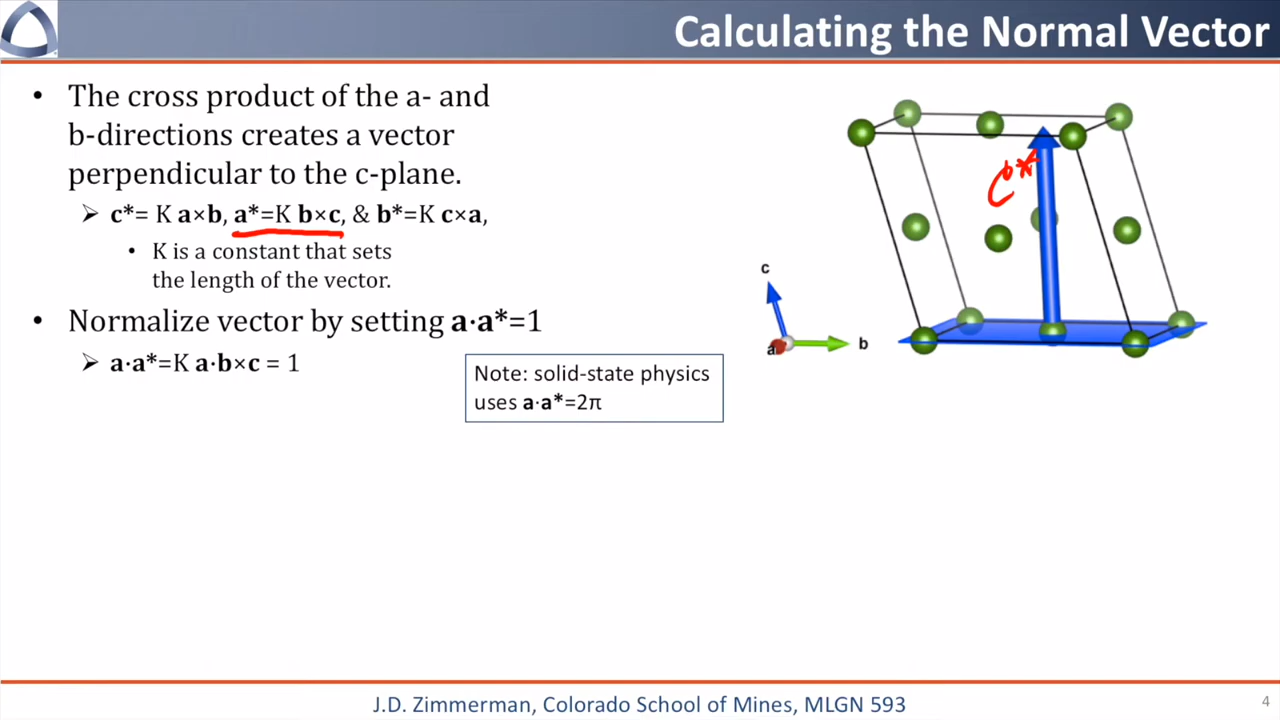 Calculating the Normal Vector
• The cross product of the a- and
b-directions creates a vector
perpendicular to the c-plane.
➢ c*= K a×b, a*=K b×c, & b*=K c×a,
• K is a constant that sets
the length of the vector.
• Normalize vector by setting a·a*=1
➢ a·a*=K a·b×c = 1
Note: solid-state physics
uses a·a*=2π
c*
c
a
b
J.D. Zimmerman, Colorado School of Mines, MLGN 593
4